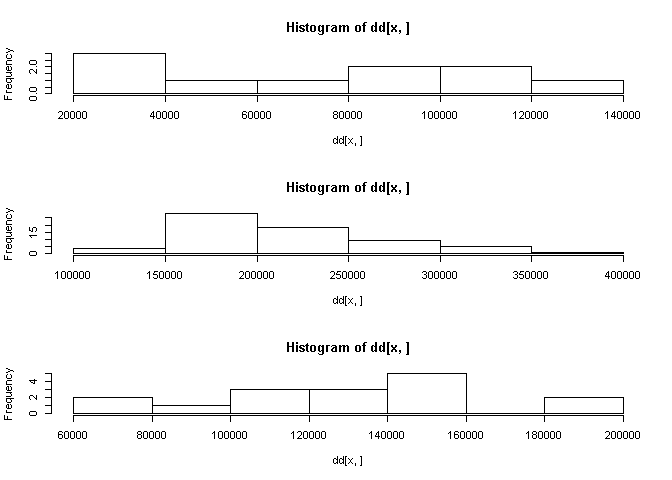 Histogram of dd[x, ]
Frequency
0.0 2.0
20000 40000 60000 80000 100000 120000 140000
dd[x, ]
Histogram of dd[x, ]
Frequency
0 15
100000 150000 200000 250000 300000 350000 400000
dd[x, ]
Histogram of dd[x, ]
Frequency
0 2 4
60000 80000 100000 120000 140000 160000 180000 200000
dd[x, ]